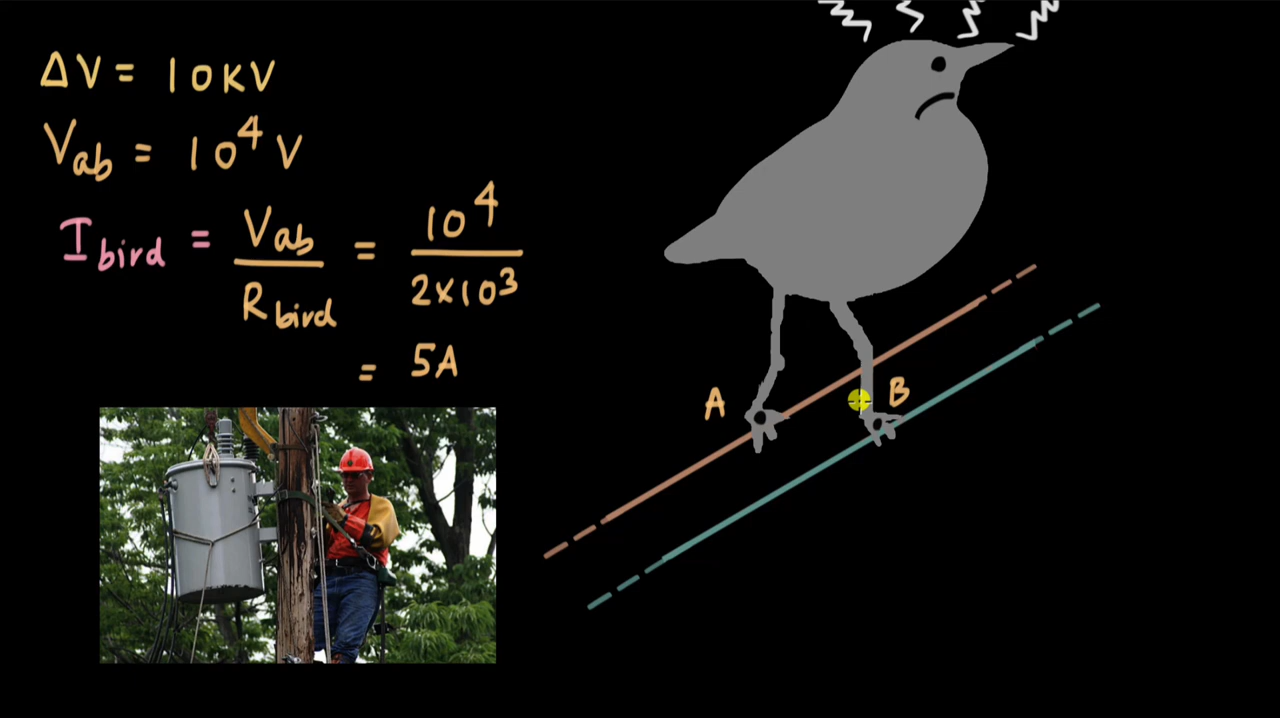 ΔV = 10KV
Vab = 10⁴ V
Ibird = Vab / Rbird = 10⁴ / 2×10³
= 5A
A
B